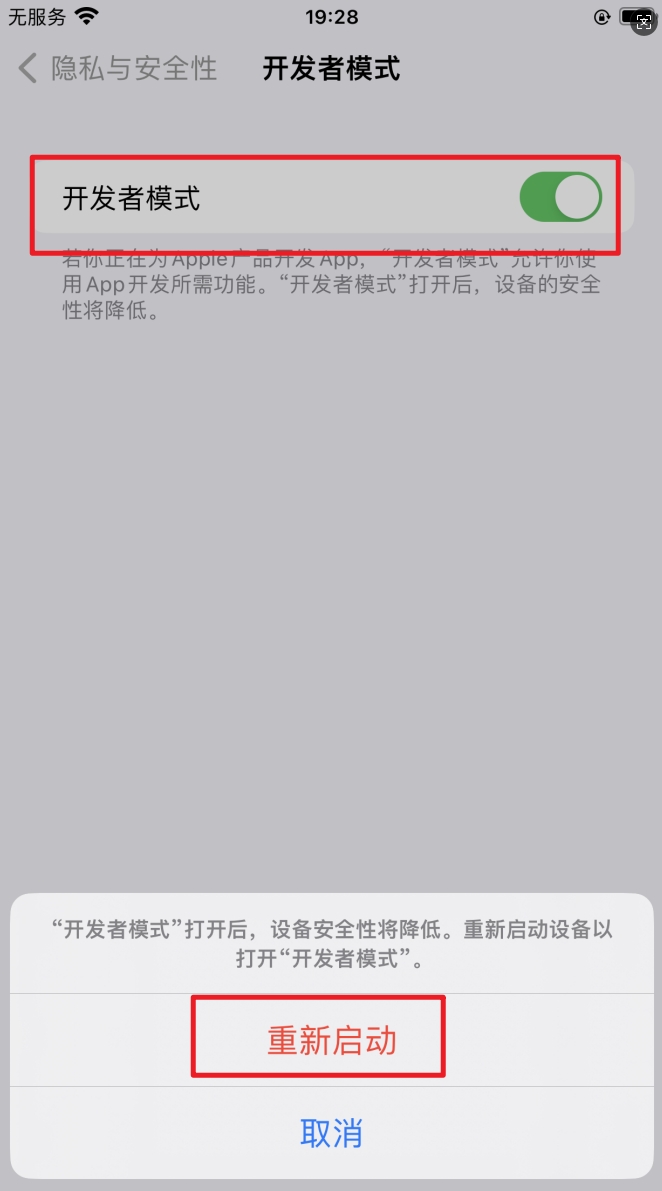 无服务
19:28
隐私与安全性
开发者模式
开发者模式
若你正在为Apple产品开发App，“开发者模式”允许你使
用App开发所需功能。“开发者模式”打开后，设备的安全
性将降低。
“开发者模式”打开后，设备安全性将降低。重新启动设备以
打开“开发者模式”。
重新启动
取消